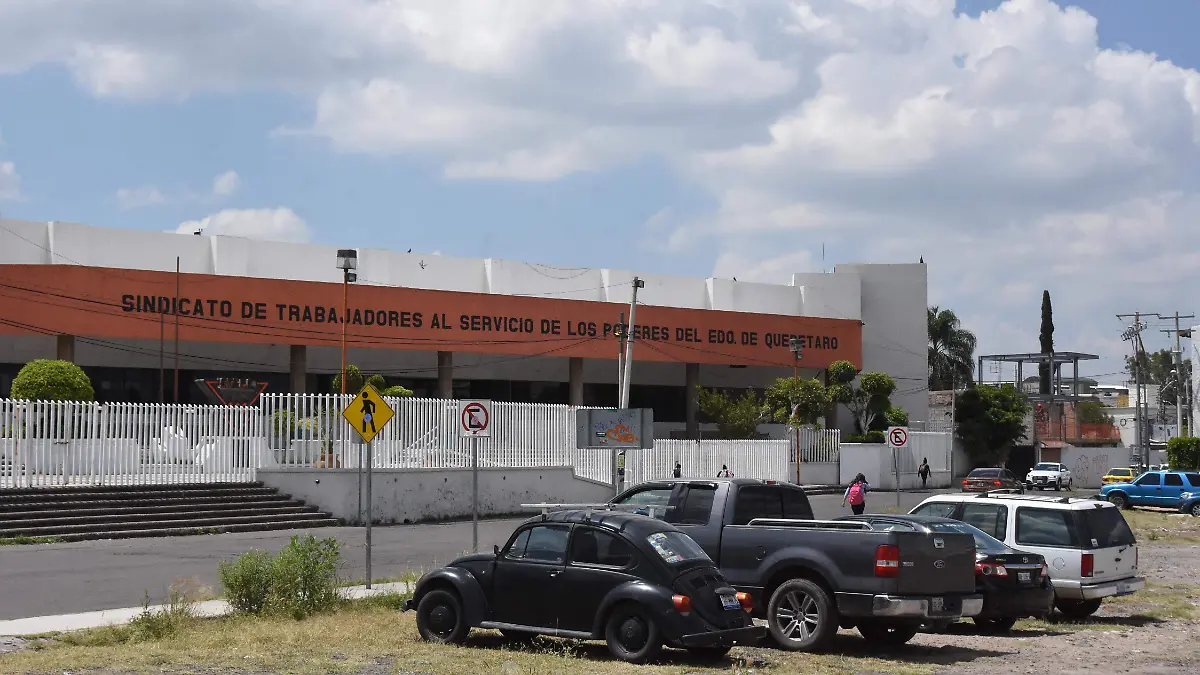 SINDICATO DE TRABAJADORES AL SERVICIO DE LOS PODERES DEL EDO. DE QUERETARO